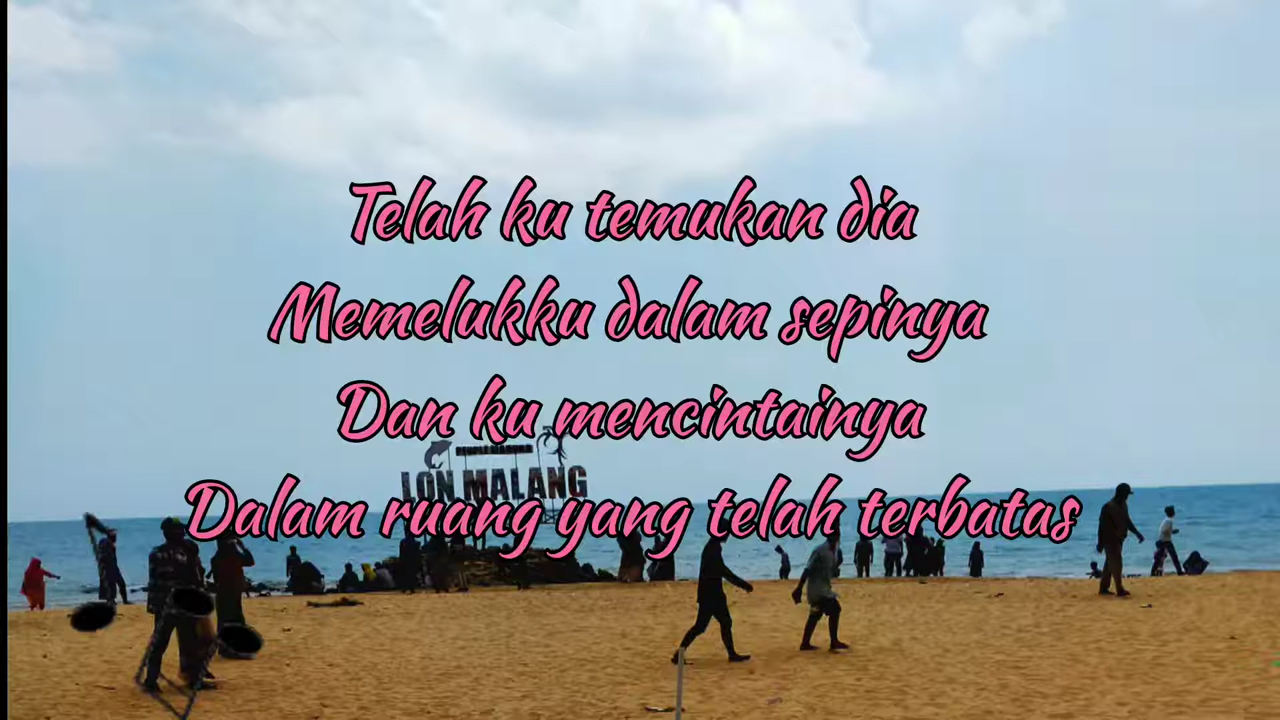 Telah ku temukan dia
Memelukku dalam sepinya
Dan ku mencintainya
LON MALANG
Dalam ruang yang telah terbatas